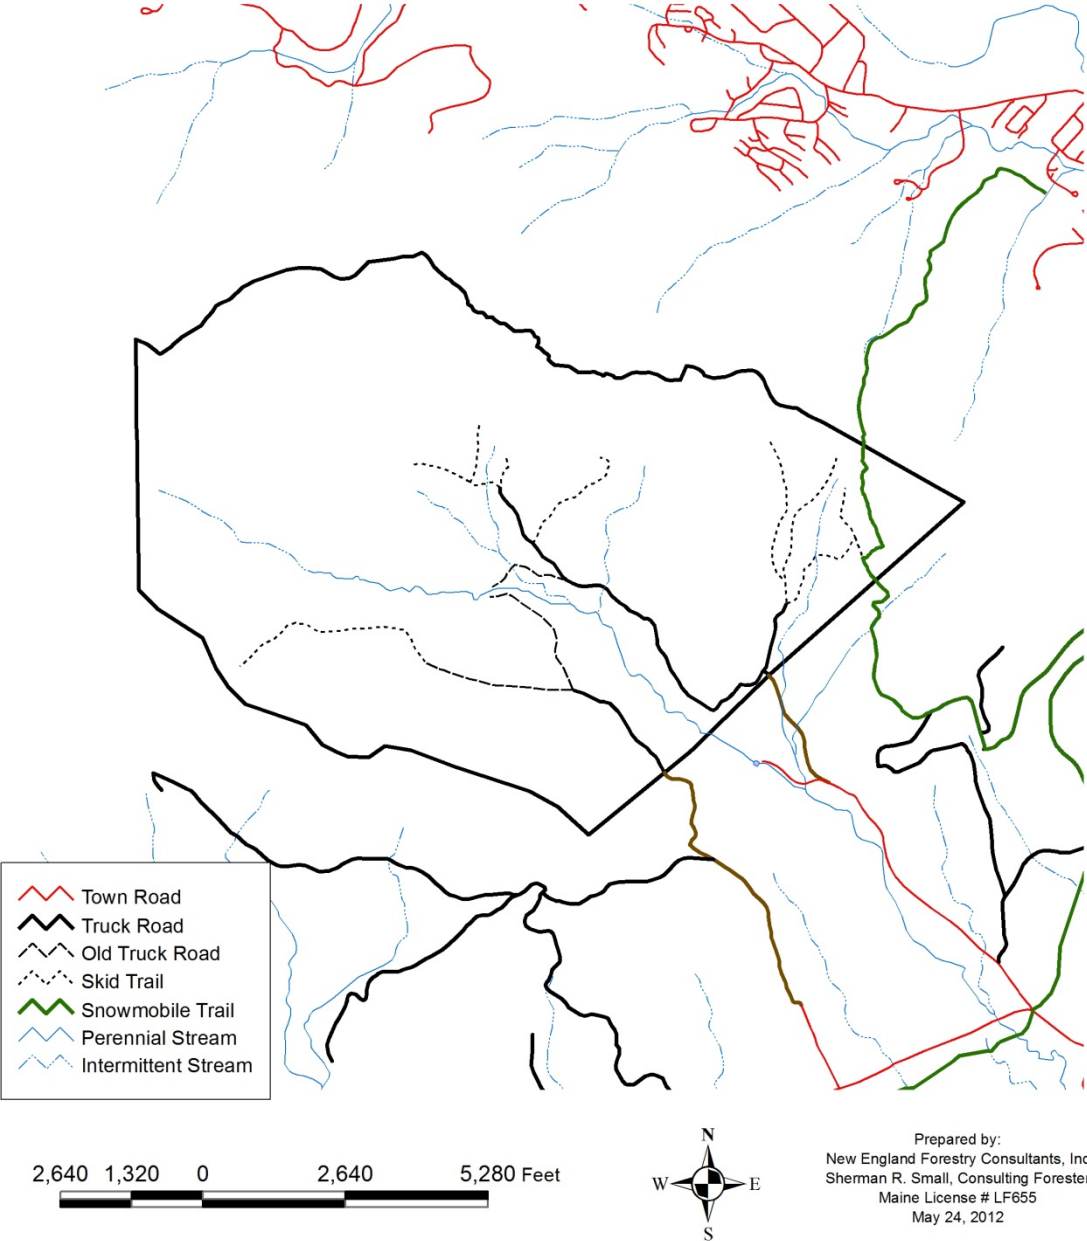 Town Road
Truck Road
Old Truck Road
Skid Trail
Snowmobile Trail
Perennial Stream
Intermittent Stream
2,640 1,320 0 2,640 5,280 Feet
N
W E
S
Prepared by:
New England Forestry Consultants, Inc
Sherman R. Small, Consulting Forester
Maine License # LF655
May 24, 2012